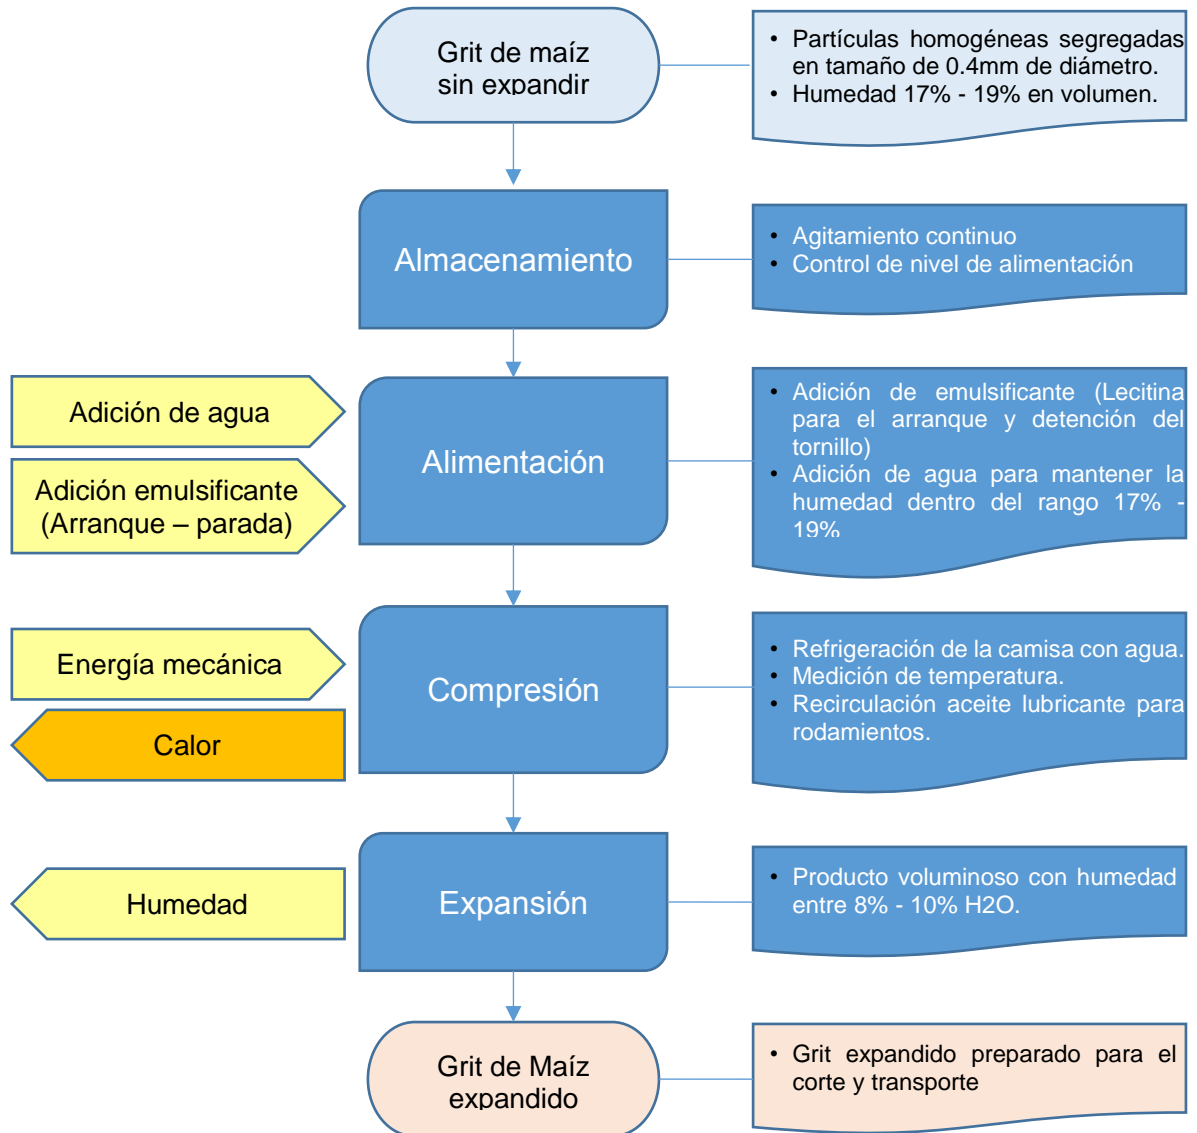 Grit de maíz
sin expandir
• Partículas homogéneas segregadas
en tamaño de 0.4mm de diámetro.
• Humedad 17% - 19% en volumen.
Almacenamiento
• Agitamiento continuo
• Control de nivel de alimentación
Adición de agua
Adición emulsificante
(Arranque – parada)
Alimentación
• Adición de emulsificante (Lecitina
para el arranque y detención del
tornillo)
• Adición de agua para mantener la
humedad dentro del rango 17% -
19%
Energía mecánica
Calor
Compresión
• Refrigeración de la camisa con agua.
• Medición de temperatura.
• Recirculación aceite lubricante para
rodamientos.
Humedad
Expansión
• Producto voluminoso con humedad
entre 8% - 10% H2O.
Grit de Maíz
expandido
• Grit expandido preparado para el
corte y transporte